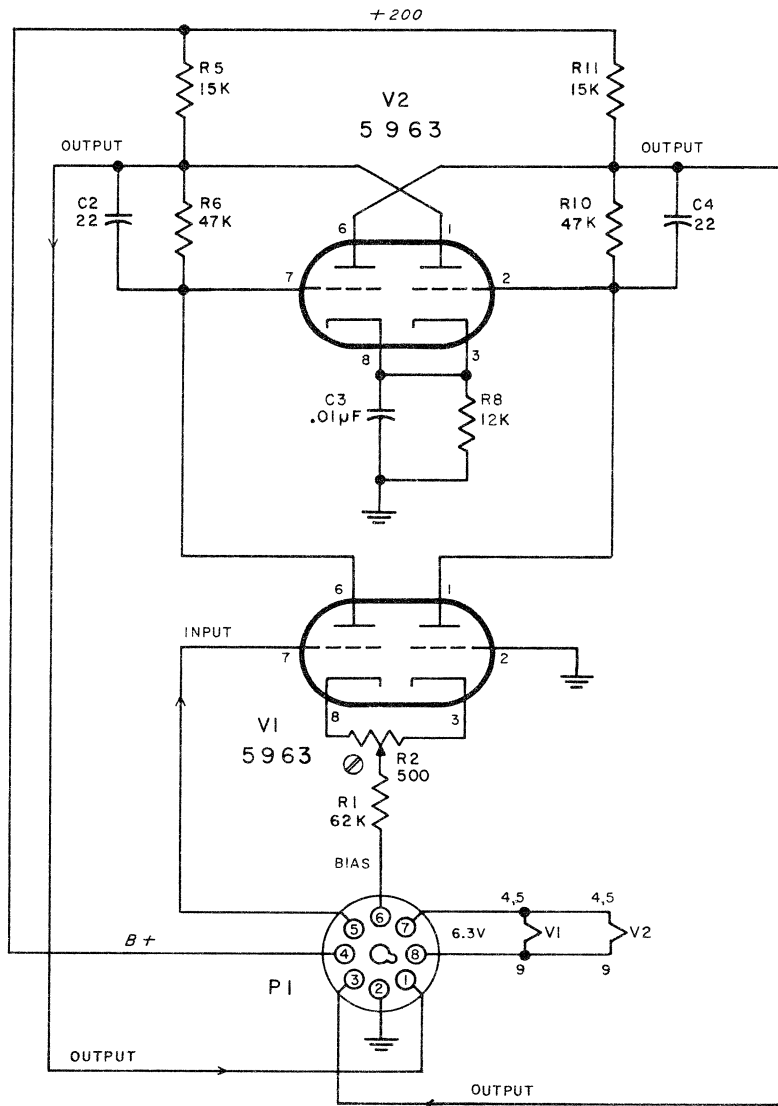 +200
R5
15K
R11
15K
V2
5963
OUTPUT
OUTPUT
C2
22
R6
47K
R10
47K
C4
22
6
1
7
2
8
3
C3
.01µF
R8
12K
6
1
INPUT
7
2
8
3
V1
5963
R2
500
R1
62K
BIAS
4,5
4,5
6
5
7
6.3V
V1
V2
B+
4
8
9
9
3
1
P1
2
OUTPUT
OUTPUT